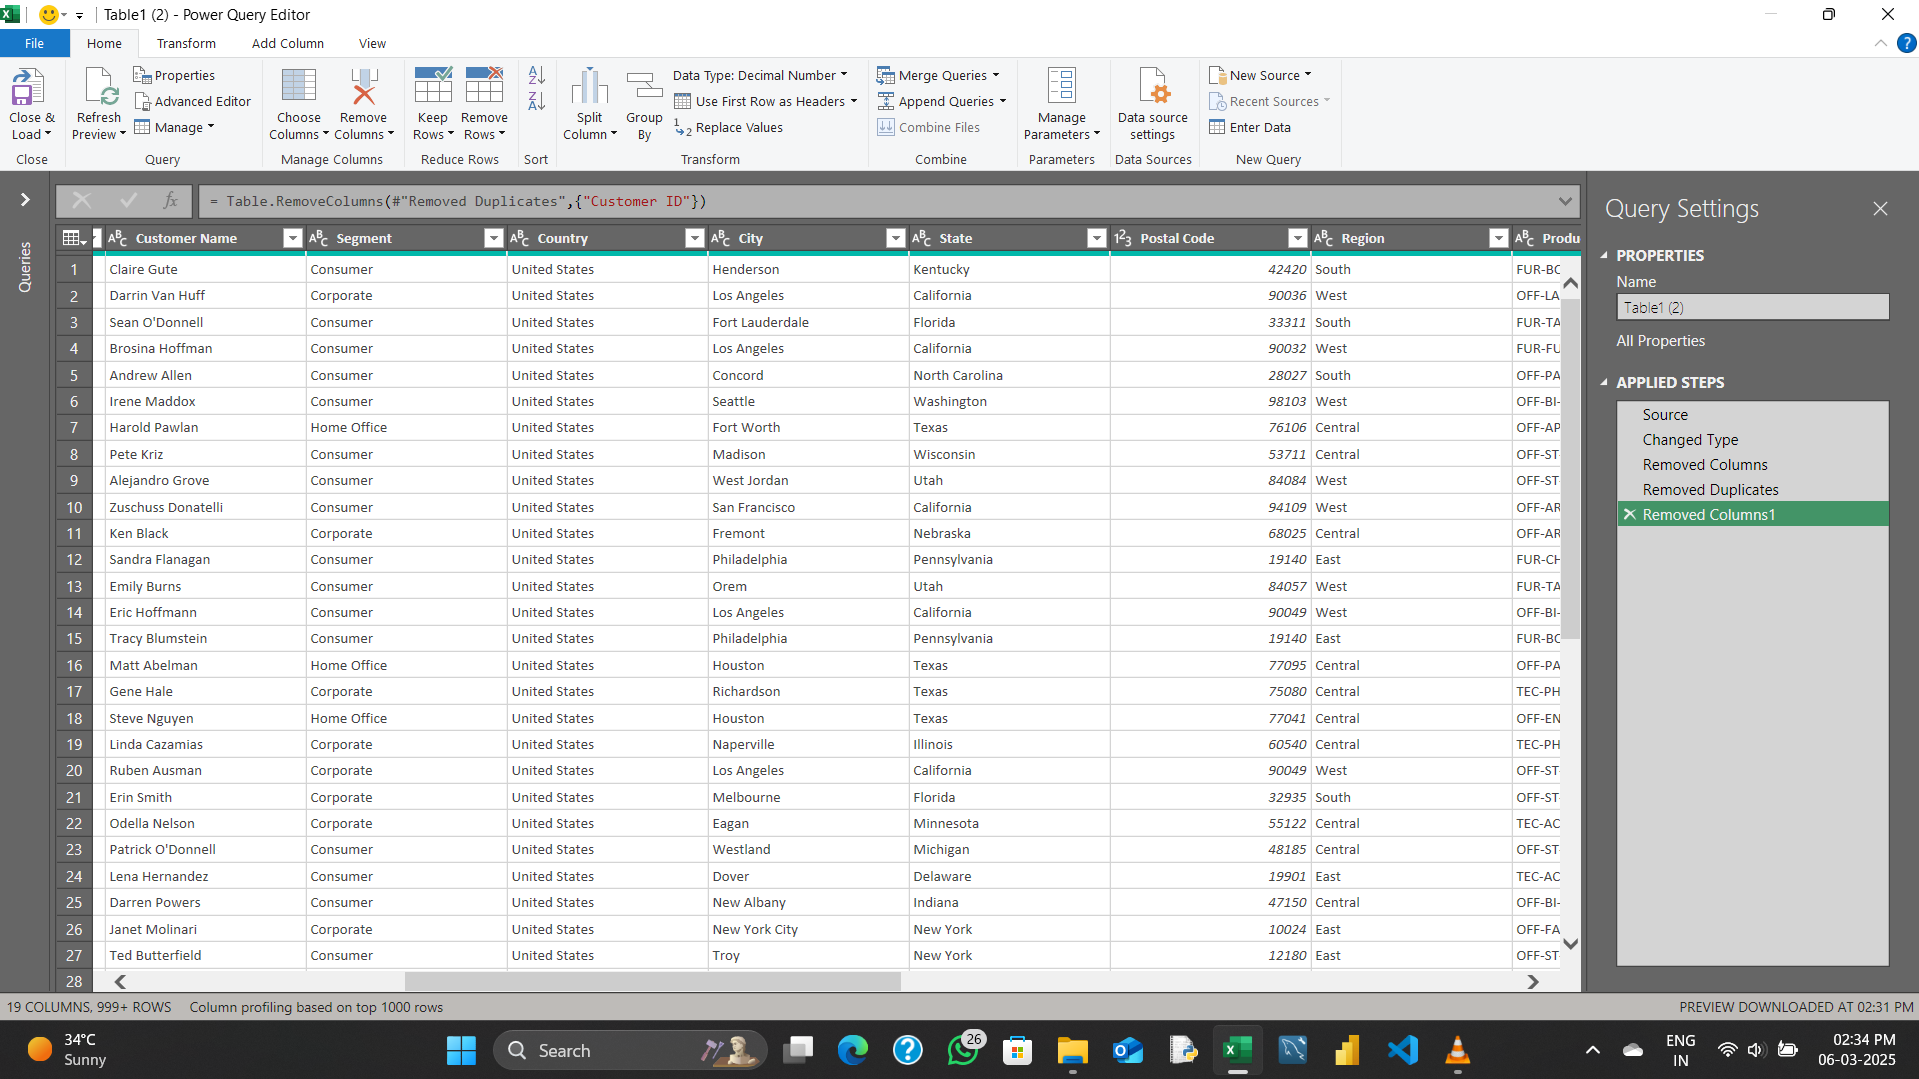 Table1 (2) - Power Query Editor
File Home Transform Add Column View
Close & Load
Close
Refresh Preview
Properties
Advanced Editor
Manage
Query
Choose Columns
Remove Columns
Manage Columns
Keep Rows
Remove Rows
Reduce Rows
Sort
Split Column
Group By
Data Type: Decimal Number
Use First Row as Headers
Replace Values
Transform
Merge Queries
Append Queries
Combine Files
Combine
Manage Parameters
Parameters
Data source settings
Data Sources
New Source
Recent Sources
Enter Data
New Query
Queries
fx
= Table.RemoveColumns(#"Removed Duplicates",{"Customer ID"})
Customer Name Segment Country City State Postal Code Region Produ
1 Claire Gute Consumer United States Henderson Kentucky 42420 South FUR-BO
2 Darrin Van Huff Corporate United States Los Angeles California 90036 West OFF-LA
3 Sean O'Donnell Consumer United States Fort Lauderdale Florida 33311 South FUR-TA
4 Brosina Hoffman Consumer United States Los Angeles California 90032 West FUR-FU
5 Andrew Allen Consumer United States Concord North Carolina 28027 South OFF-PA
6 Irene Maddox Consumer United States Seattle Washington 98103 West OFF-BI-
7 Harold Pawlan Home Office United States Fort Worth Texas 76106 Central OFF-AP
8 Pete Kriz Consumer United States Madison Wisconsin 53711 Central OFF-ST-
9 Alejandro Grove Consumer United States West Jordan Utah 84084 West OFF-ST-
10 Zuschuss Donatelli Consumer United States San Francisco California 94109 West OFF-AR
11 Ken Black Corporate United States Fremont Nebraska 68025 Central OFF-AR
12 Sandra Flanagan Consumer United States Philadelphia Pennsylvania 19140 East FUR-CH
13 Emily Burns Consumer United States Orem Utah 84057 West FUR-TA
14 Eric Hoffmann Consumer United States Los Angeles California 90049 West OFF-BI-
15 Tracy Blumstein Consumer United States Philadelphia Pennsylvania 19140 East FUR-BO
16 Matt Abelman Home Office United States Houston Texas 77095 Central OFF-PA
17 Gene Hale Corporate United States Richardson Texas 75080 Central TEC-PH
18 Steve Nguyen Home Office United States Houston Texas 77041 Central OFF-EN
19 Linda Cazamias Corporate United States Naperville Illinois 60540 Central TEC-PH
20 Ruben Ausman Corporate United States Los Angeles California 90049 West OFF-ST-
21 Erin Smith Corporate United States Melbourne Florida 32935 South OFF-ST-
22 Odella Nelson Corporate United States Eagan Minnesota 55122 Central TEC-AC
23 Patrick O'Donnell Consumer United States Westland Michigan 48185 Central OFF-ST-
24 Lena Hernandez Consumer United States Dover Delaware 19901 East TEC-AC
25 Darren Powers Consumer United States New Albany Indiana 47150 Central OFF-BI-
26 Janet Molinari Corporate United States New York City New York 10024 East OFF-FA
27 Ted Butterfield Consumer United States Troy New York 12180 East OFF-ST-
28
Query Settings
PROPERTIES
Name
Table1 (2)
All Properties
APPLIED STEPS
Source
Changed Type
Removed Columns
Removed Duplicates
Removed Columns1
19 COLUMNS, 999+ ROWS Column profiling based on top 1000 rows PREVIEW DOWNLOADED AT 02:31 PM
34°C
Sunny
Search
26
ENG
IN
02:34 PM
06-03-2025